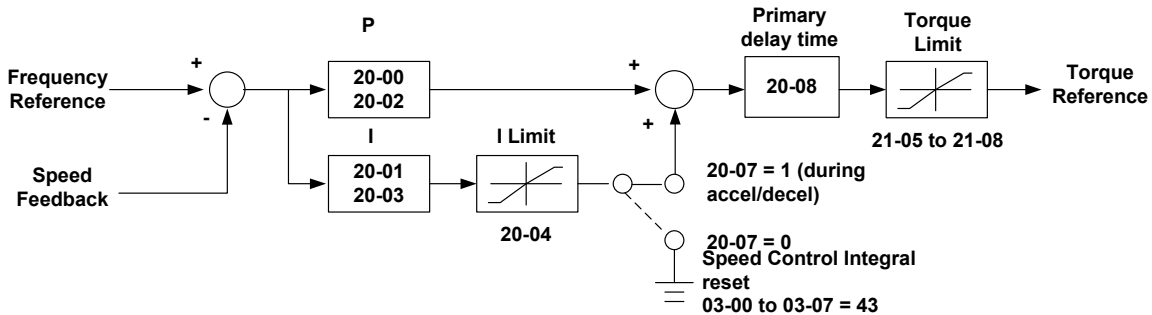 P
Primary
delay time
Torque
Limit
Frequency
Reference
+
-
20-00
20-02
+
+
20-08
Torque
Reference
21-05 to 21-08
I
I Limit
Speed
Feedback
20-01
20-03
20-04
20-07 = 1 (during
accel/decel)
20-07 = 0
Speed Control Integral
reset
03-00 to 03-07 = 43